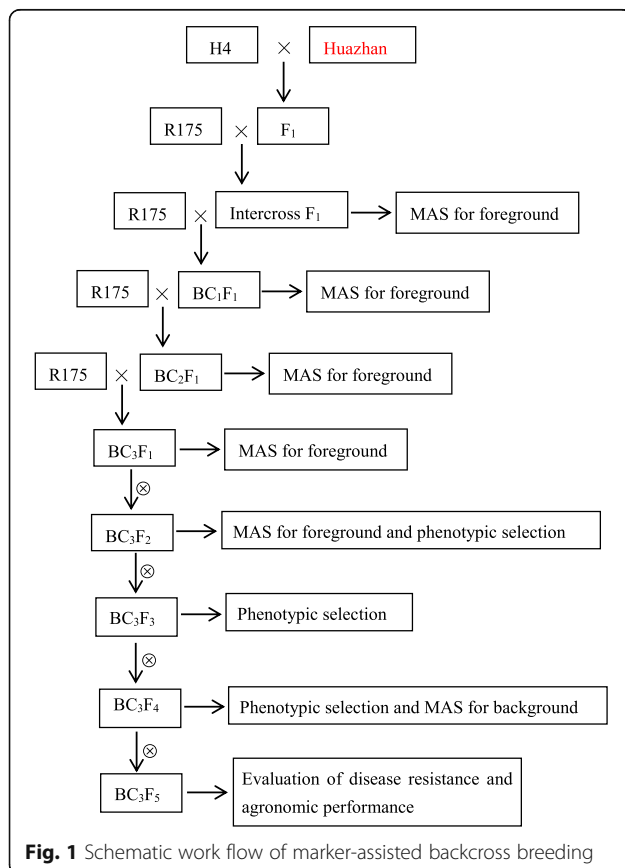 H4 × Huazhan
R175 × F₁
R175 × Intercross F₁ MAS for foreground
R175 × BC₁F₁ MAS for foreground
R175 × BC₂F₁ MAS for foreground
BC₃F₁ MAS for foreground
⊗
BC₃F₂ MAS for foreground and phenotypic selection
⊗
BC₃F₃ Phenotypic selection
⊗
BC₃F₄ Phenotypic selection and MAS for background
⊗
BC₃F₅ Evaluation of disease resistance and
agronomic performance
Fig. 1 Schematic work flow of marker-assisted backcross breeding